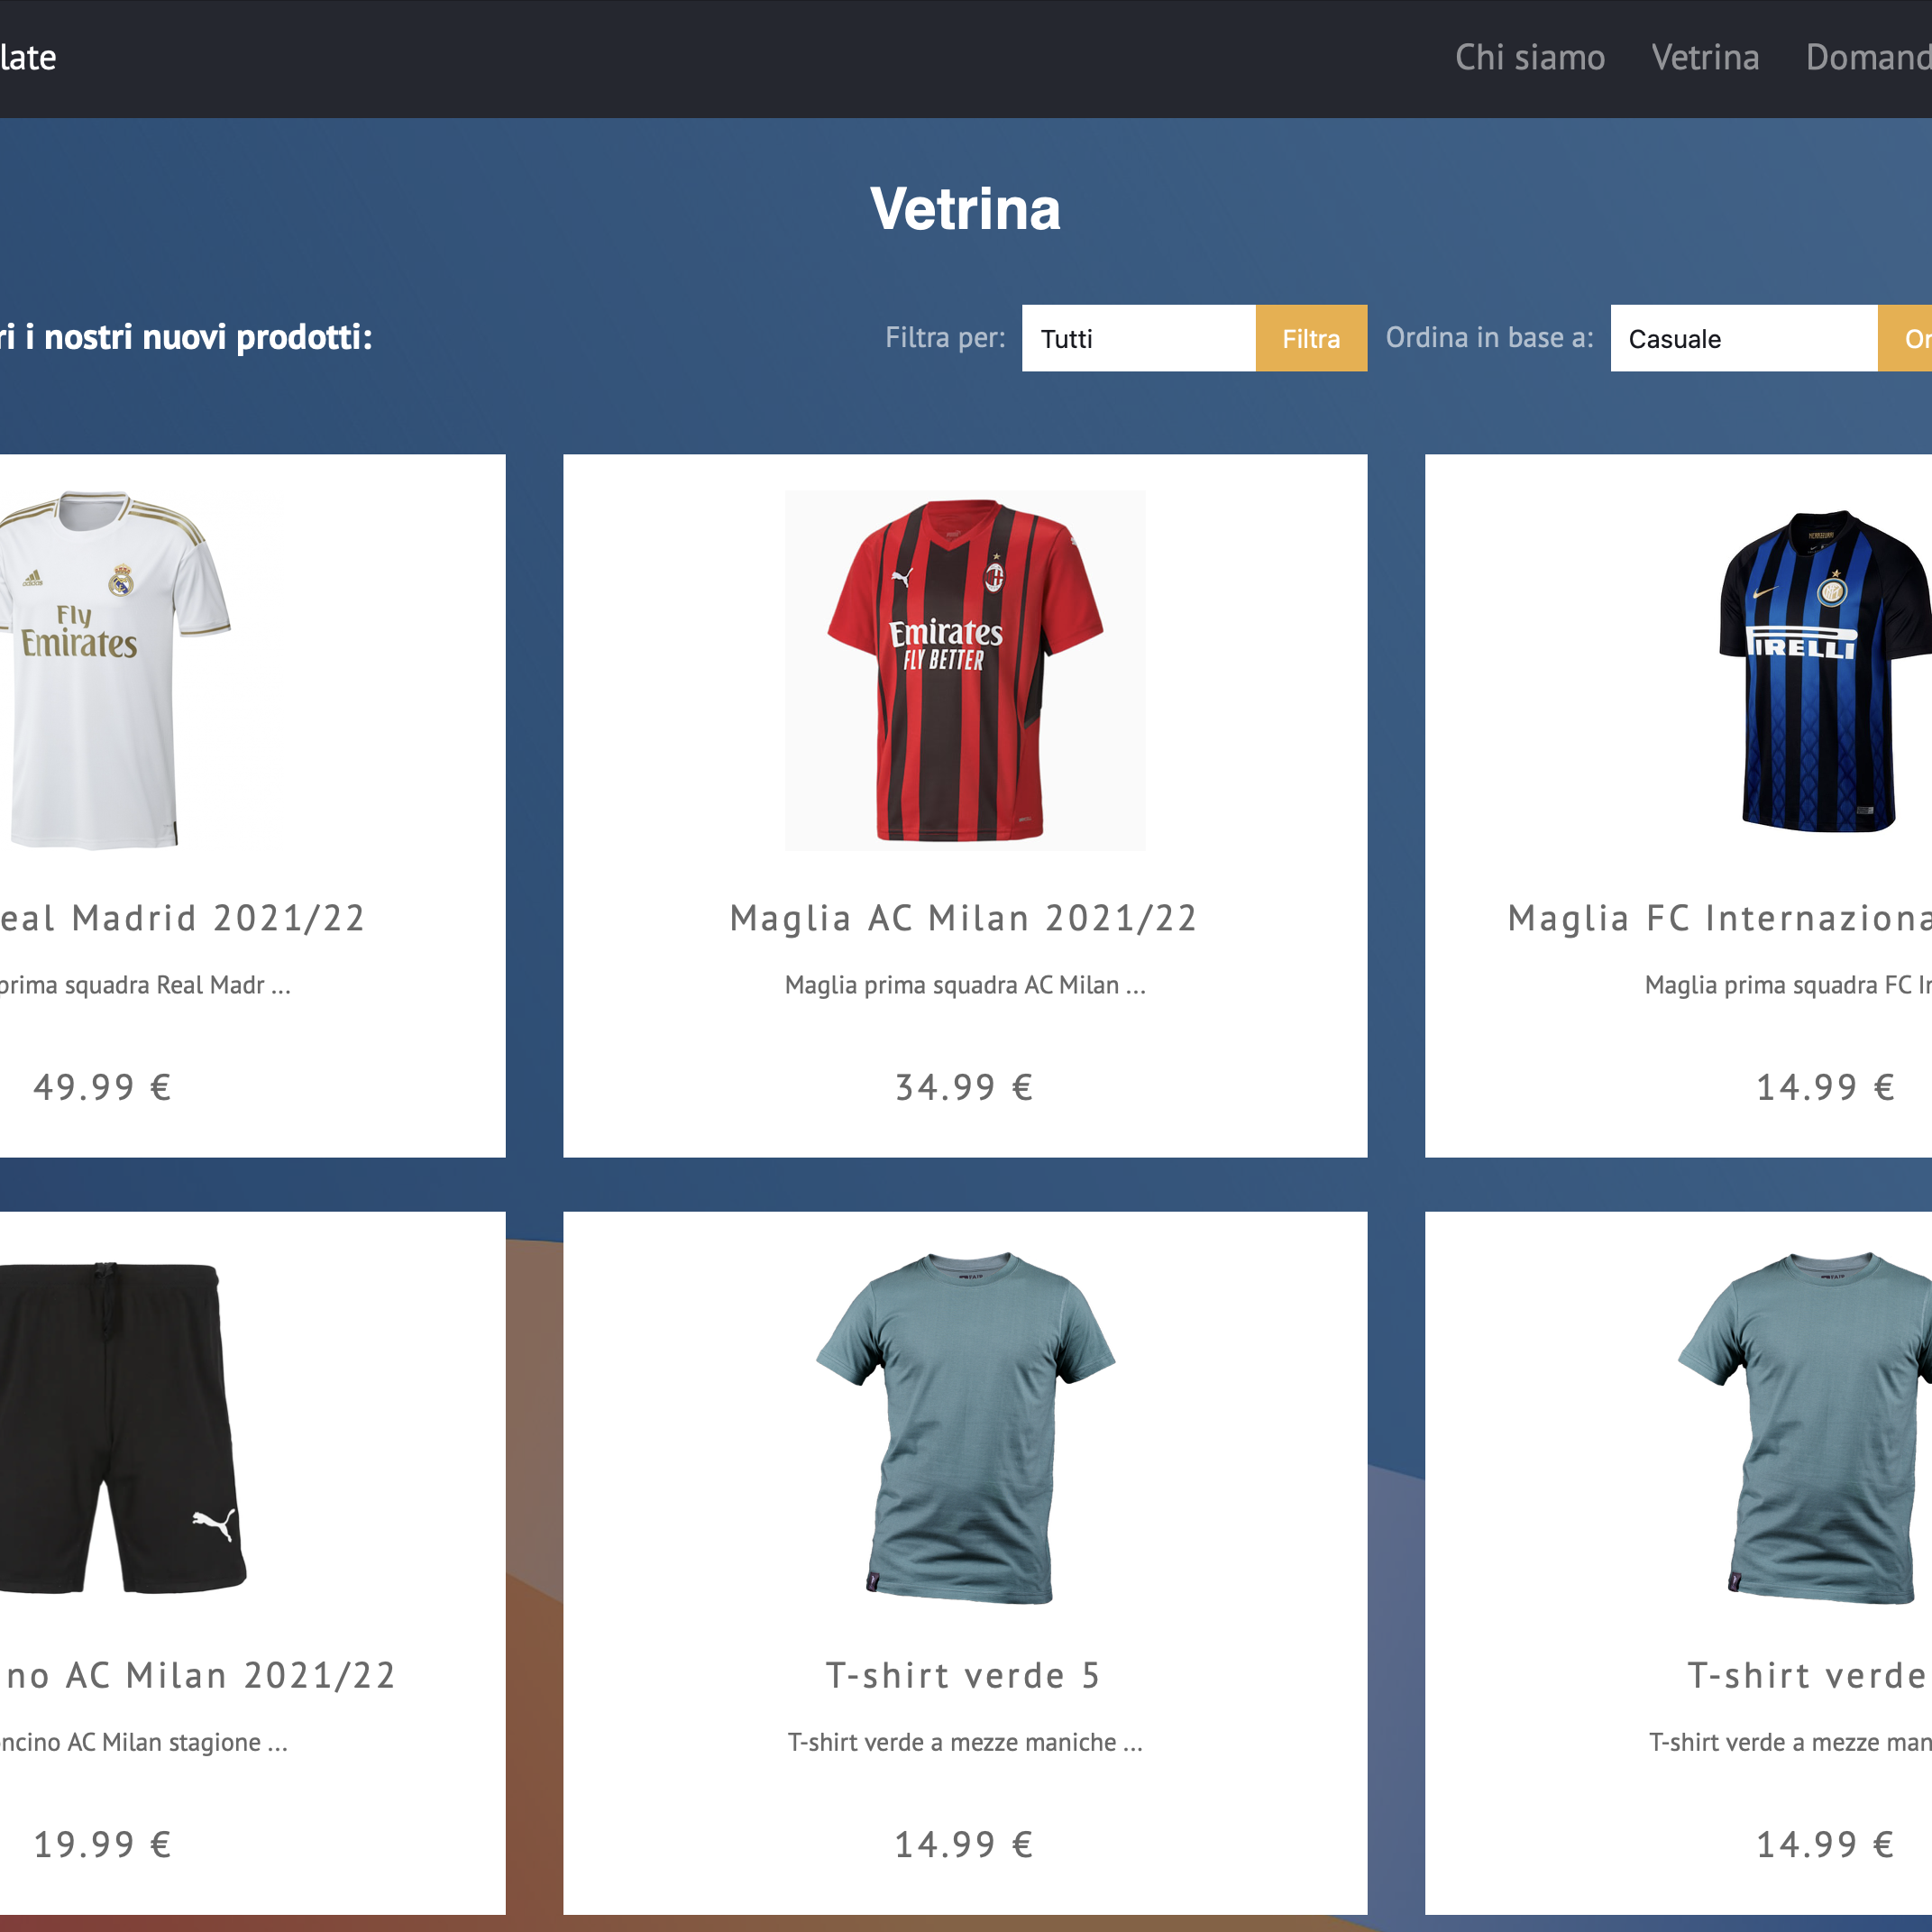 late
Chi siamo Vetrina Domand
Vetrina
ri i nostri nuovi prodotti:
Filtra per: Tutti Filtra Ordina in base a: Casuale Or
adidas
Fly
Emirates
Emirates
FLY BETTER
PIRELLI
eal Madrid 2021/22
Maglia AC Milan 2021/22
Maglia FC Internaziona
prima squadra Real Madr ...
Maglia prima squadra AC Milan ...
Maglia prima squadra FC In
49.99 €
34.99 €
14.99 €
no AC Milan 2021/22
T-shirt verde 5
T-shirt verde
ncino AC Milan stagione ...
T-shirt verde a mezze maniche ...
T-shirt verde a mezze man
19.99 €
14.99 €
14.99 €